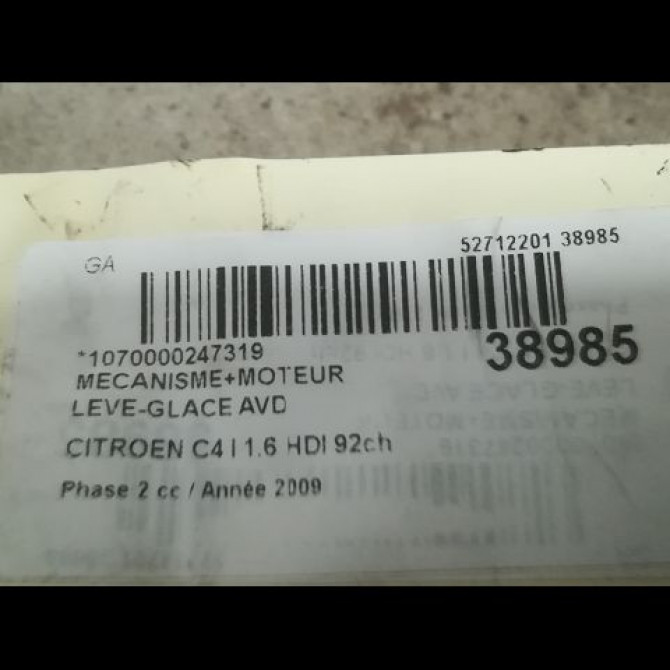 GA
52712201 38985
*1070000247319
38985
MECANISME+MOTEUR
LEVE-GLACE AVD
CITROEN C4 I 1.6 HDI 92ch
Phase 2 cc / Année 2009